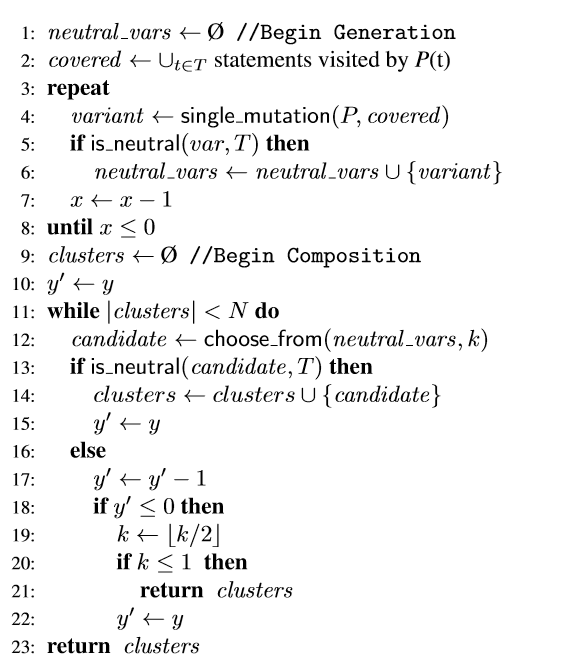 1: neutral_vars ← Ø //Begin Generation
2: covered ← ∪t∈T statements visited by P(t)
3: repeat
4: variant ← single_mutation(P, covered)
5: if is_neutral(var, T) then
6: neutral_vars ← neutral_vars ∪ {variant}
7: x ← x − 1
8: until x ≤ 0
9: clusters ← Ø //Begin Composition
10: y′ ← y
11: while |clusters| < N do
12: candidate ← choose_from(neutral_vars, k)
13: if is_neutral(candidate, T) then
14: clusters ← clusters ∪ {candidate}
15: y′ ← y
16: else
17: y′ ← y′ − 1
18: if y′ ≤ 0 then
19: k ← ⌊k/2⌋
20: if k ≤ 1 then
21: return clusters
22: y′ ← y
23: return clusters